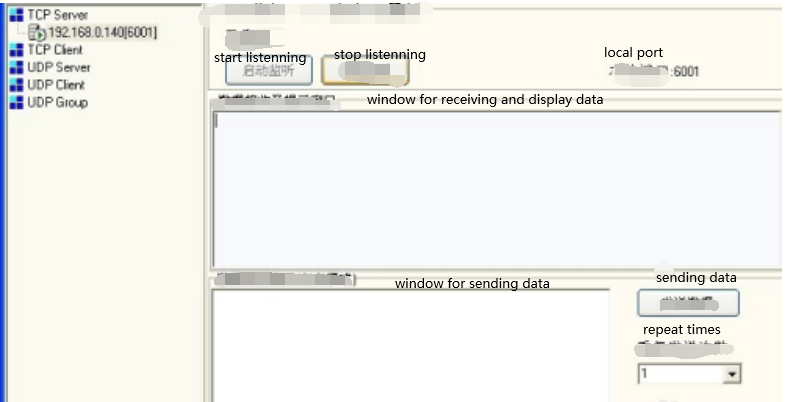 TCP Server
192.168.0.140[6001]
TCP Client
UDP Server
UDP Client
UDP Group
start listenning
stop listenning
local port
启动监听
:6001
window for receiving and display data
window for sending data
sending data
repeat times
1